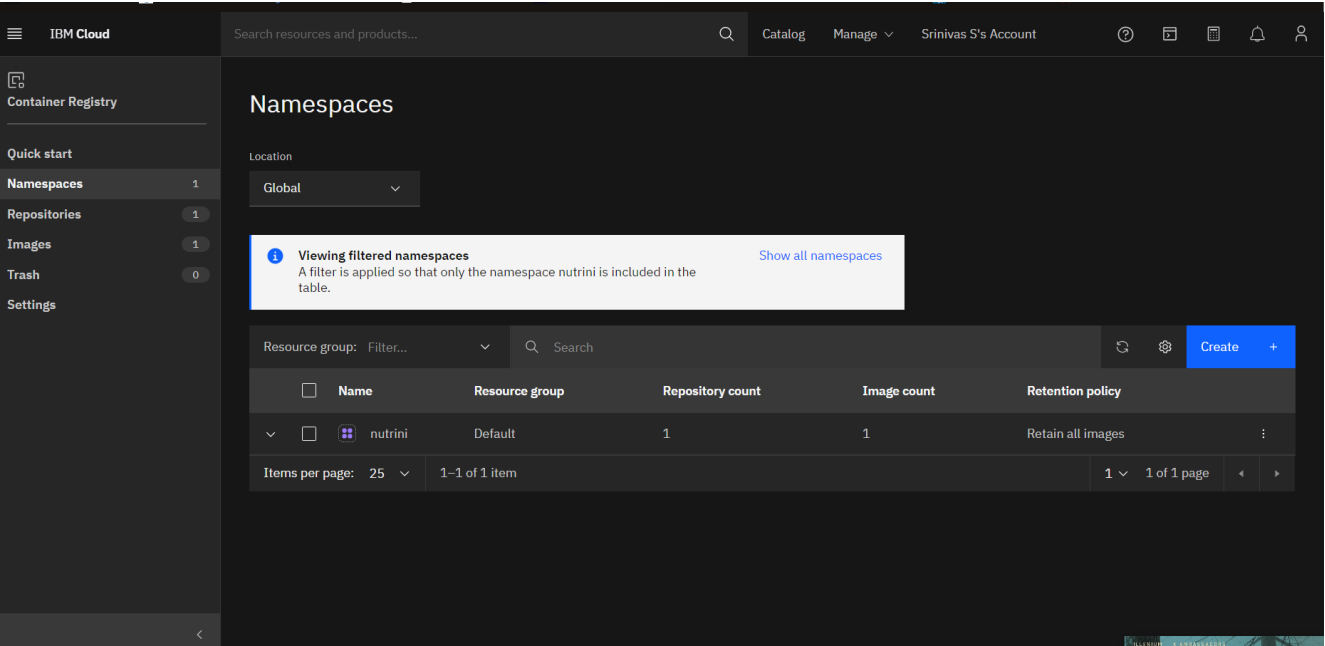 IBM Cloud
Search resources and products...
Catalog
Manage
Srinivas S's Account
Container Registry
Quick start
Namespaces 1
Repositories 1
Images 1
Trash 0
Settings
Namespaces
Location
Global
Viewing filtered namespaces
Show all namespaces
A filter is applied so that only the namespace nutrini is included in the
table.
Resource group: Filter...
Search
Create +
Name Resource group Repository count Image count Retention policy
nutrini Default 1 1 Retain all images
Items per page: 25 1–1 of 1 item 1 1 of 1 page